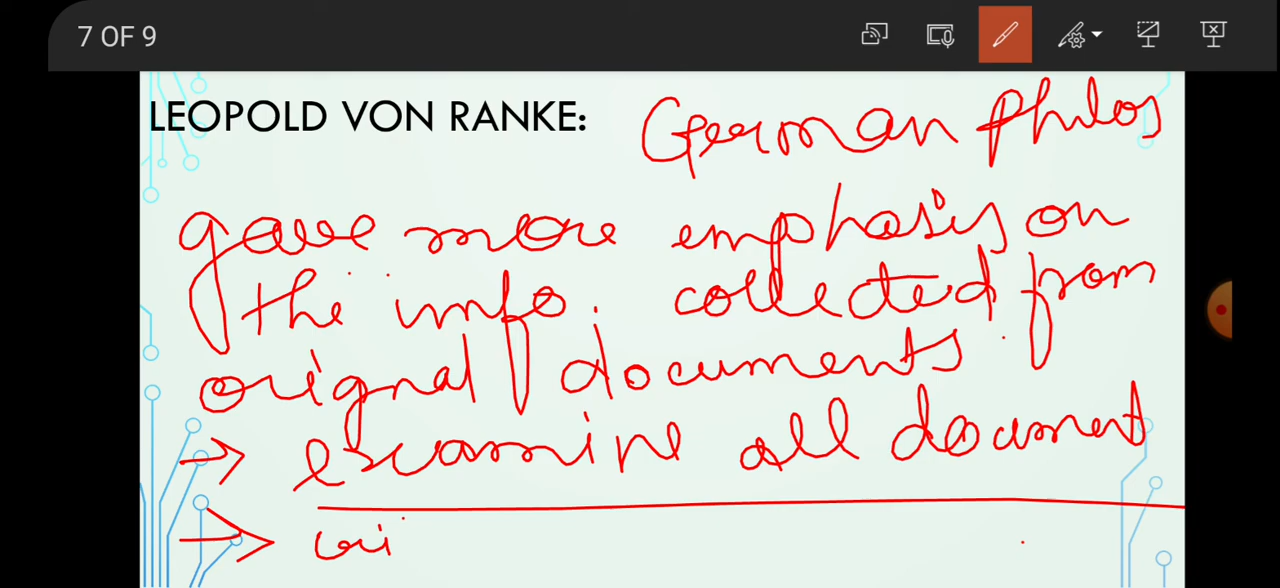 7 OF 9
LEOPOLD VON RANKE: German Philos
gave more emphasis on
the info. collected from
orignal documents
→ examine all document
→ cri